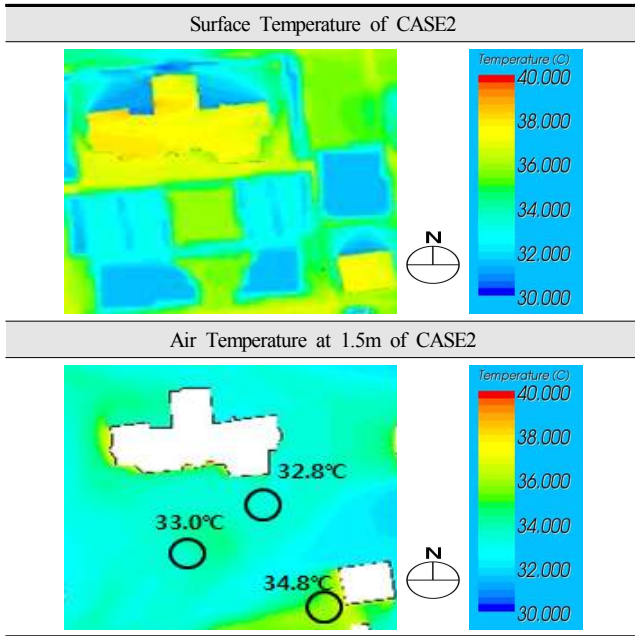 Surface Temperature of CASE2
Temperature (C)
40.000
38.000
36.000
34.000
32.000
30.000
N
Air Temperature at 1.5m of CASE2
Temperature (C)
40.000
38.000
36.000
34.000
32.000
30.000
32.8℃
33.0℃
34.8℃
N